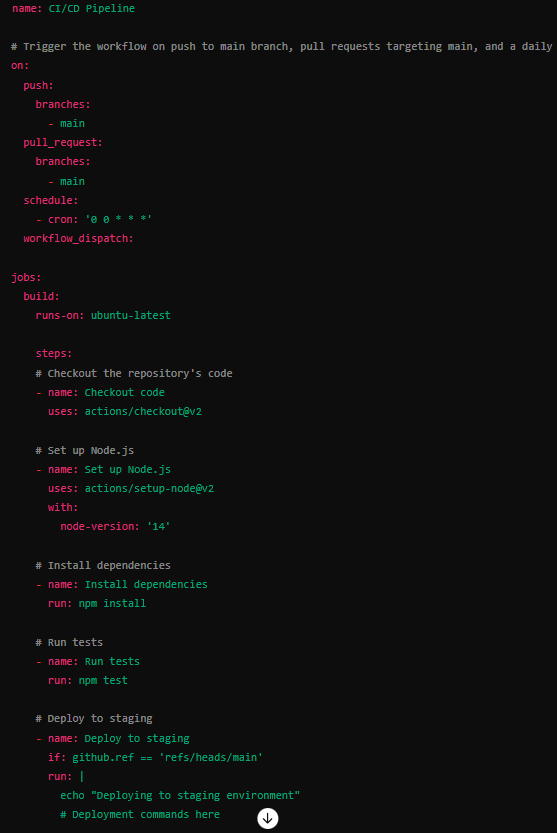 name: CI/CD Pipeline
# Trigger the workflow on push to main branch, pull requests targeting main, and a daily
on:
  push:
    branches:
      - main
  pull_request:
    branches:
      - main
  schedule:
    - cron: '0 0 * * *'
  workflow_dispatch:
jobs:
  build:
    runs-on: ubuntu-latest
    steps:
    # Checkout the repository's code
    - name: Checkout code
      uses: actions/checkout@v2
    # Set up Node.js
    - name: Set up Node.js
      uses: actions/setup-node@v2
      with:
        node-version: '14'
    # Install dependencies
    - name: Install dependencies
      run: npm install
    # Run tests
    - name: Run tests
      run: npm test
    # Deploy to staging
    - name: Deploy to staging
      if: github.ref == 'refs/heads/main'
      run: |
        echo "Deploying to staging environment"
        # Deployment commands here